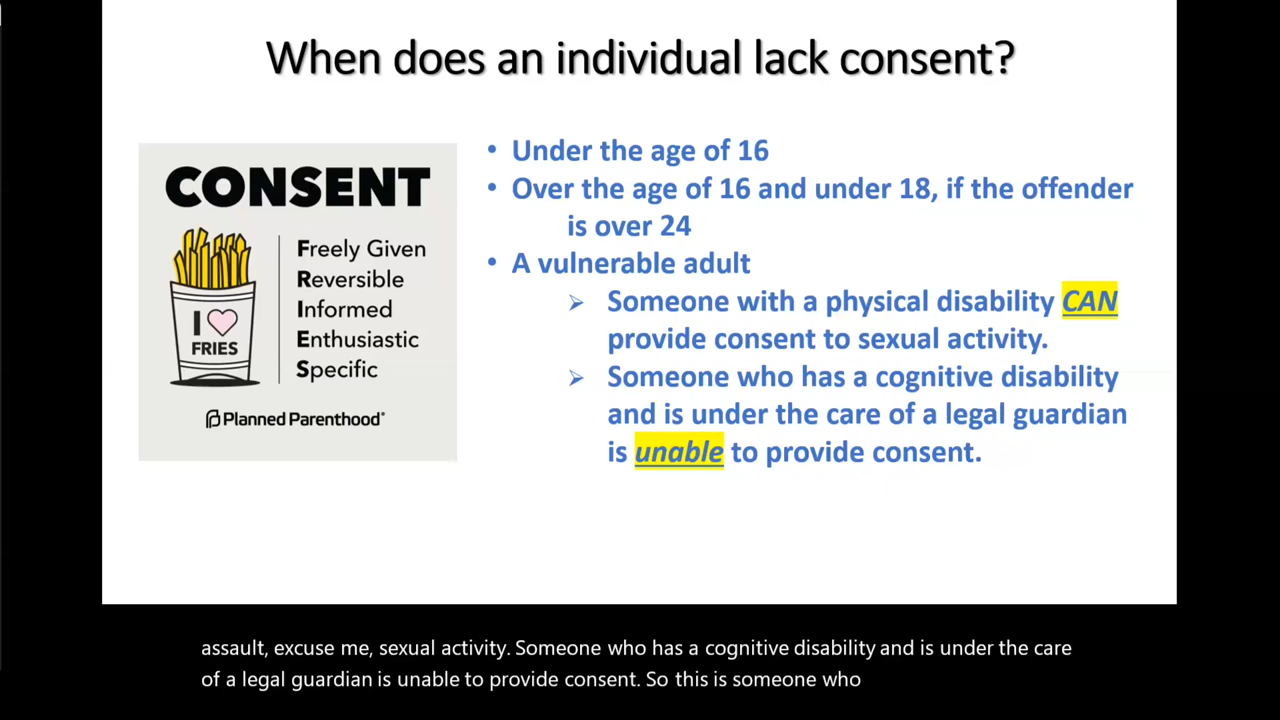 When does an individual lack consent?
CONSENT
I
FRIES
Freely Given
Reversible
Informed
Enthusiastic
Specific
Planned Parenthood®
• Under the age of 16
• Over the age of 16 and under 18, if the offender
is over 24
• A vulnerable adult
➢ Someone with a physical disability CAN
provide consent to sexual activity.
➢ Someone who has a cognitive disability
and is under the care of a legal guardian
is unable to provide consent.
assault, excuse me, sexual activity. Someone who has a cognitive disability and is under the care
of a legal guardian is unable to provide consent. So this is someone who